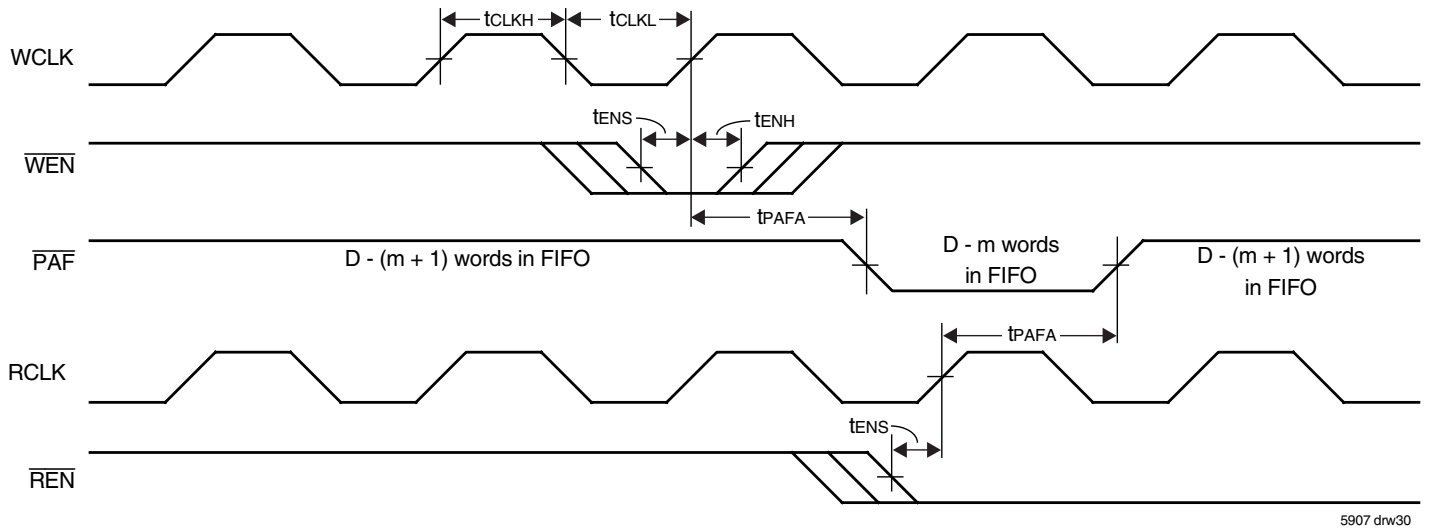 tCLKH
tCLKL
WCLK
tENS
tENH
WEN
tPAFA
PAF
D - (m + 1) words in FIFO
D - m words
in FIFO
D - (m + 1) words
in FIFO
tPAFA
RCLK
tENS
REN
5907 drw30